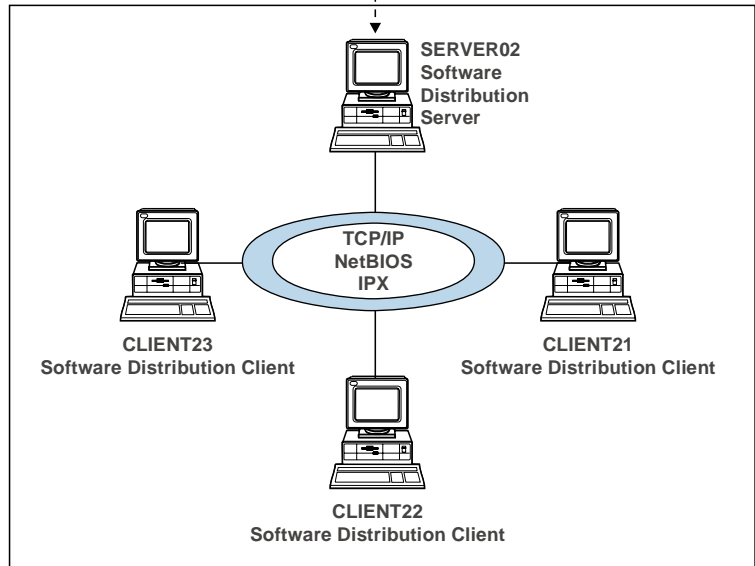 SERVER02
Software
Distribution
Server
TCP/IP
NetBIOS
IPX
CLIENT23
Software Distribution Client
CLIENT21
Software Distribution Client
CLIENT22
Software Distribution Client